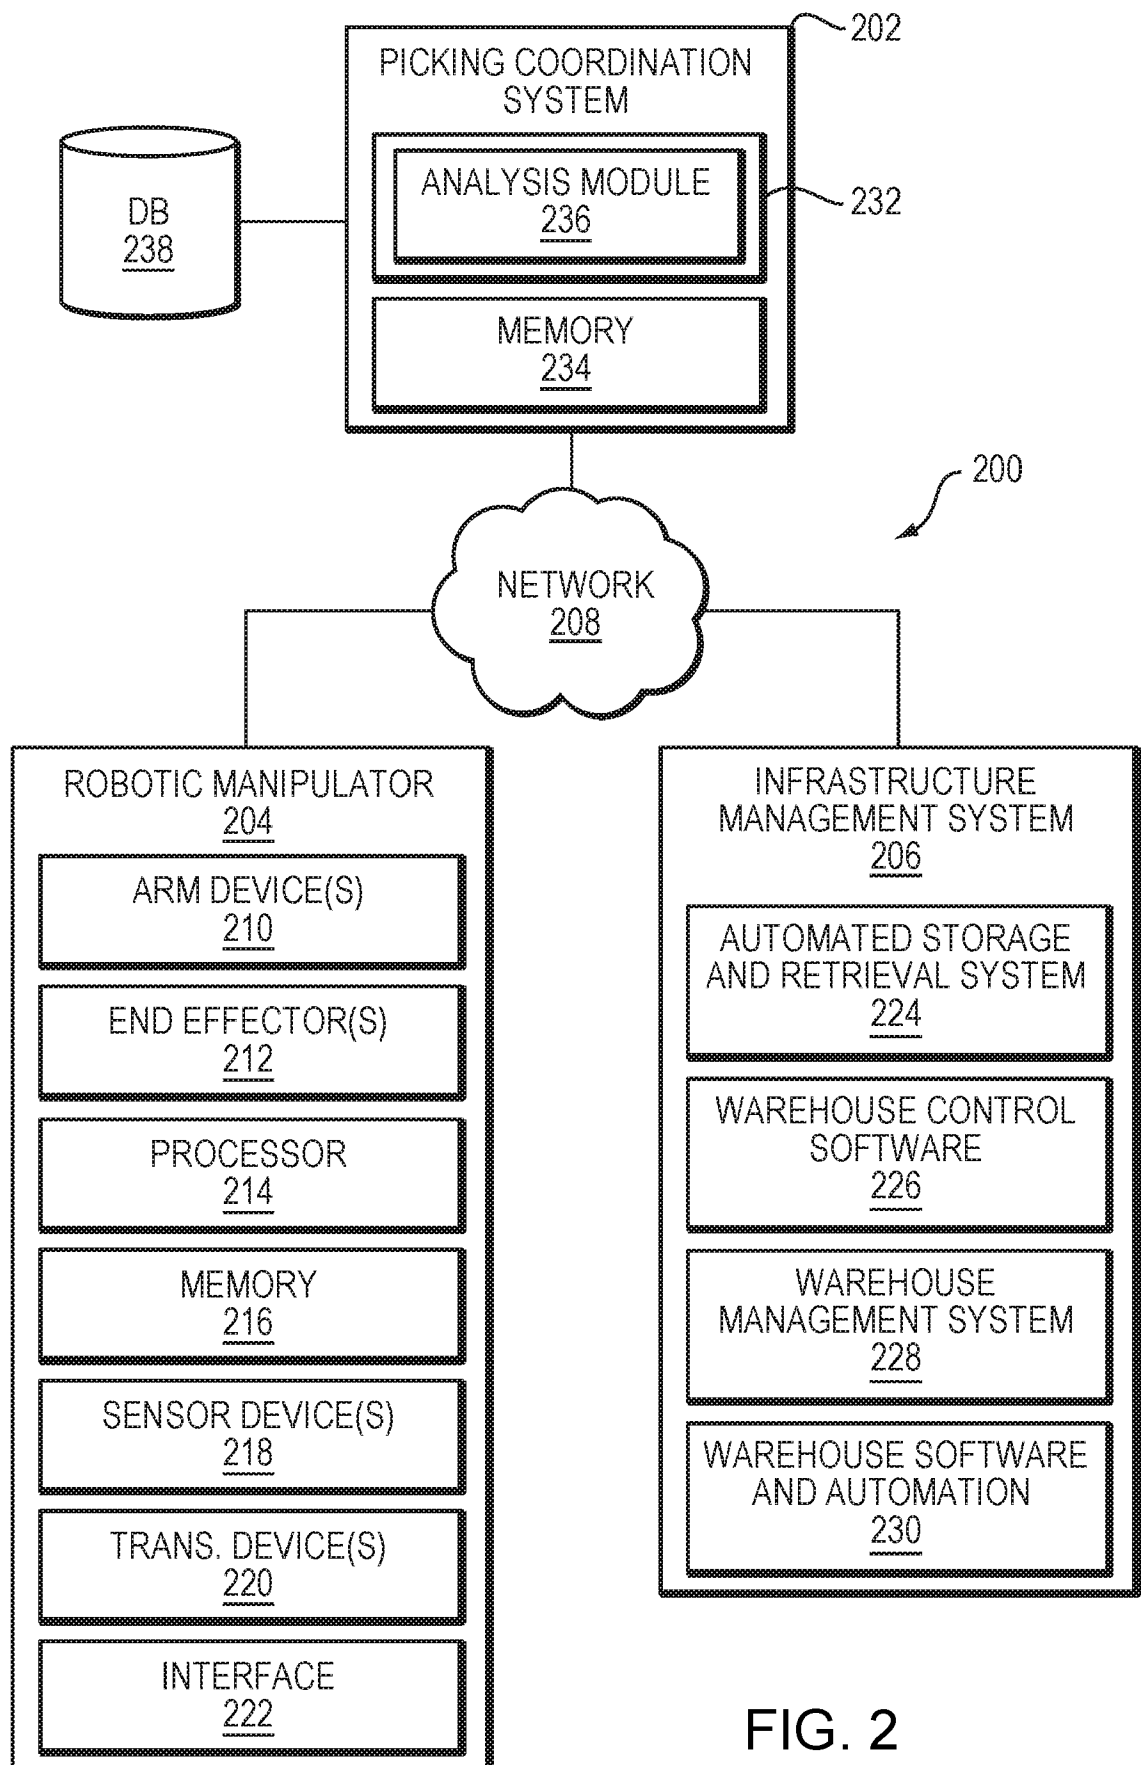 202
PICKING COORDINATION
SYSTEM
ANALYSIS MODULE
236
232
DB
238
MEMORY
234
200
NETWORK
208
ROBOTIC MANIPULATOR
204
ARM DEVICE(S)
210
END EFFECTOR(S)
212
PROCESSOR
214
MEMORY
216
SENSOR DEVICE(S)
218
TRANS. DEVICE(S)
220
INTERFACE
222
INFRASTRUCTURE
MANAGEMENT SYSTEM
206
AUTOMATED STORAGE
AND RETRIEVAL SYSTEM
224
WAREHOUSE CONTROL
SOFTWARE
226
WAREHOUSE
MANAGEMENT SYSTEM
228
WAREHOUSE SOFTWARE
AND AUTOMATION
230
FIG. 2